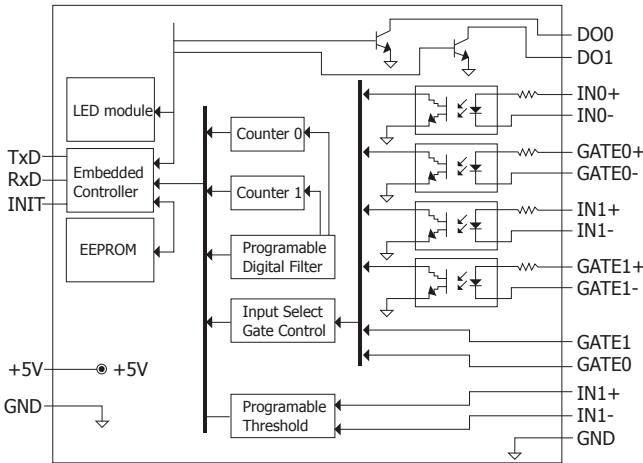 DO0
DO1
LED module
IN0+
IN0-
Counter 0
TxD
RxD
INIT
Embedded
Controller
GATE0+
GATE0-
Counter 1
IN1+
IN1-
EEPROM
Programable
Digital Filter
GATE1+
GATE1-
Input Select
Gate Control
GATE1
GATE0
+5V
+5V
IN1+
IN1-
GND
Programable
Threshold
GND